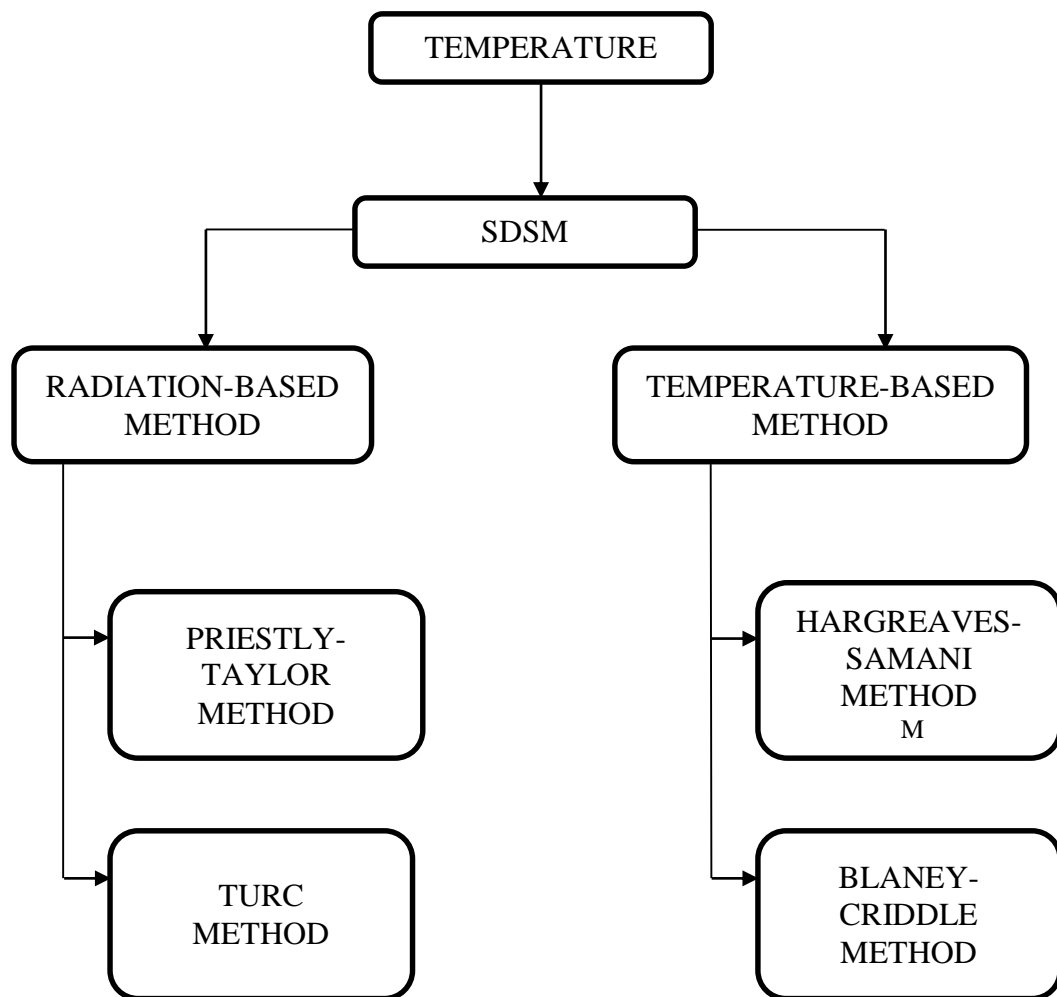 TEMPERATURE
SDSM
RADIATION-BASED
METHOD
TEMPERATURE-BASED
METHOD
PRIESTLY-
TAYLOR
METHOD
HARGREAVES-
SAMANI
METHOD
M
TURC
METHOD
BLANEY-
CRIDDLE
METHOD